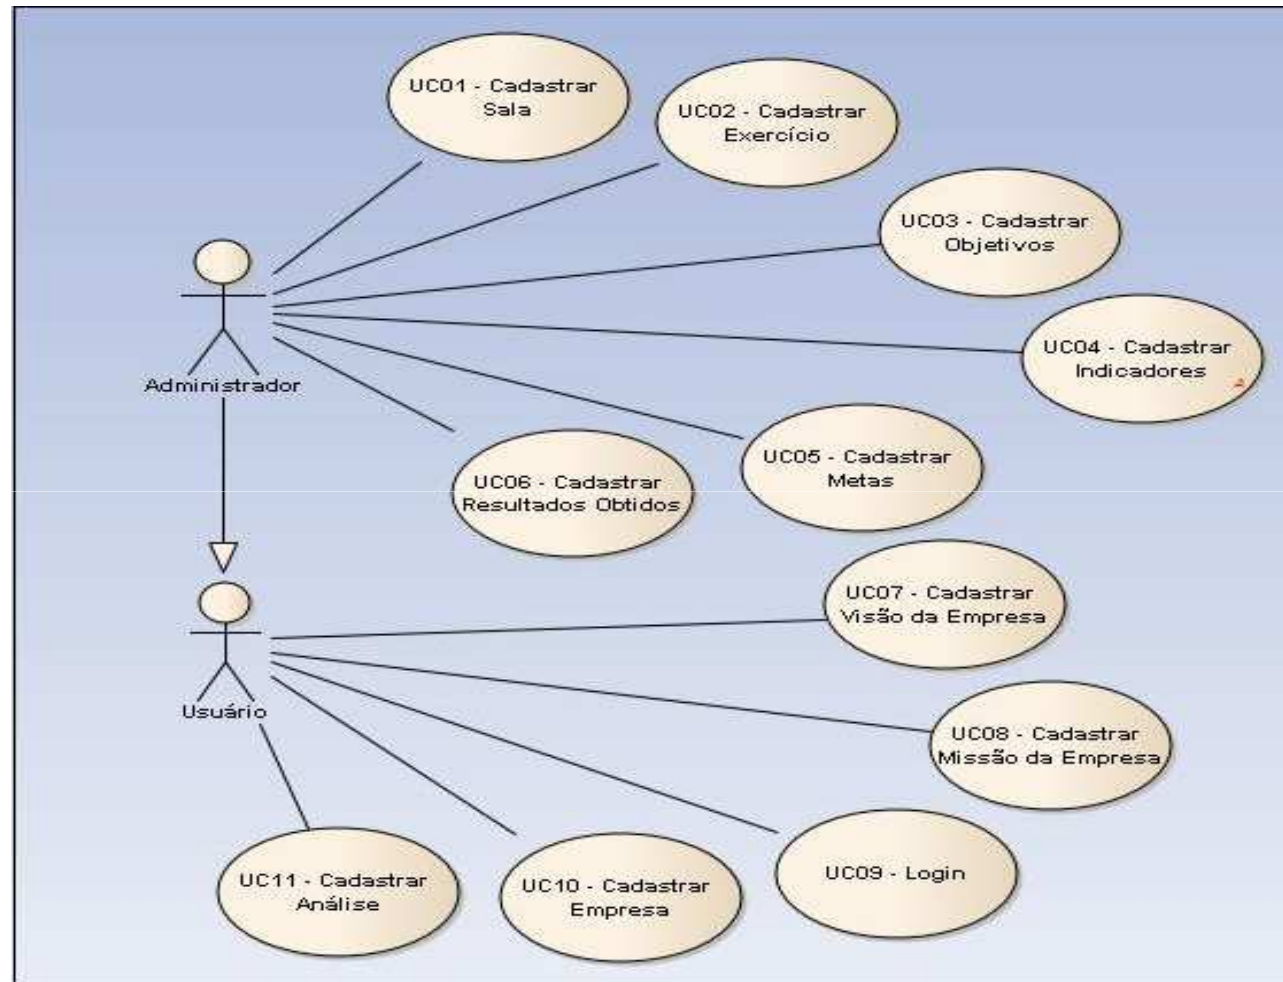 UC01 - Cadastrar
Sala
UC02 - Cadastrar
Exercício
UC03 - Cadastrar
Objetivos
UC04 - Cadastrar
Indicadores
Administrador
UC05 - Cadastrar
Metas
UC06 - Cadastrar
Resultados Obtidos
UC07 - Cadastrar
Visão da Empresa
Usuário
UC08 - Cadastrar
Missão da Empresa
UC09 - Login
UC10 - Cadastrar
Empresa
UC11 - Cadastrar
Análise